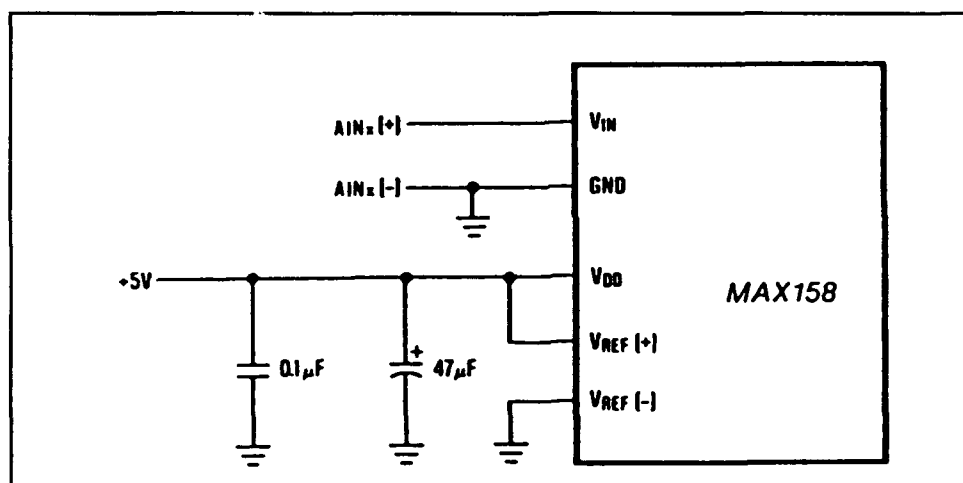 AINx (+)
VIN
AINx (-)
GND
+5V
VDD
MAX158
VREF (+)
0.1μF
+
47μF
VREF (-)